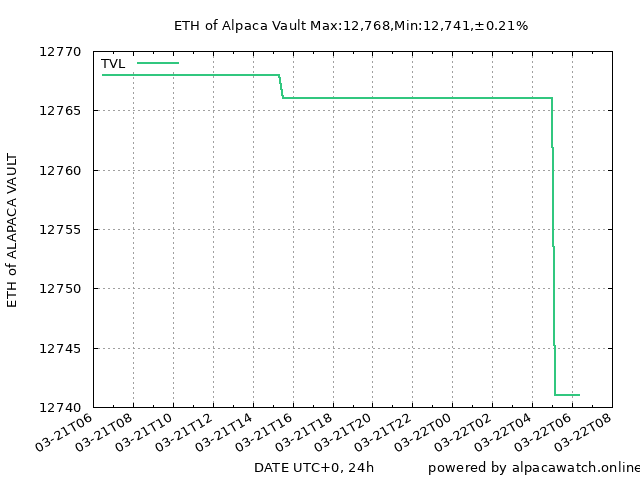 ETH of Alpaca Vault Max:12,768,Min:12,741,±0.21%
TVL
12770
12765
12760
12755
12750
12745
12740
ETH of ALAPACA VAULT
03-21T06
03-21T08
03-21T10
03-21T12
03-21T14
03-21T16
03-21T18
03-21T20
03-21T22
03-22T00
03-22T02
03-22T04
03-22T06
03-22T08
DATE UTC+0, 24h
powered by alpacawatch.online